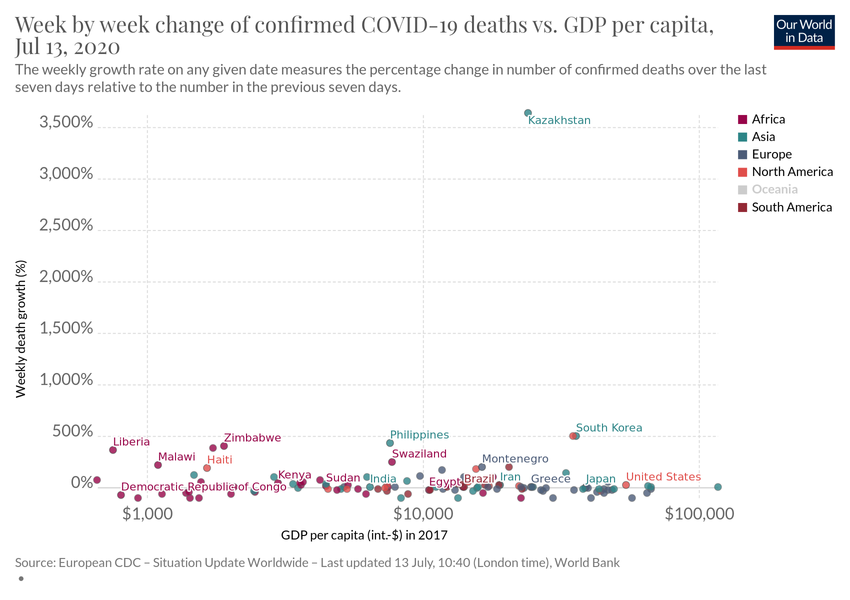 Week by week change of confirmed COVID-19 deaths vs. GDP per capita,
Jul 13, 2020
Our World
in Data
The weekly growth rate on any given date measures the percentage change in number of confirmed deaths over the last
seven days relative to the number in the previous seven days.
3,500%
3,000%
2,500%
2,000%
1,500%
1,000%
500%
0%
Weekly death growth (%)
Kazakhstan
Africa
Asia
Europe
North America
Oceania
South America
South Korea
Philippines
Zimbabwe
Liberia
Swaziland
Malawi
Haiti
Montenegro
Kenya
Sudan
India
Egypt
Brazil
Iran
Greece
Japan
United States
Democratic Republic of Congo
$1,000
$10,000
$100,000
GDP per capita (int.-$) in 2017
Source: European CDC – Situation Update Worldwide – Last updated 13 July, 10:40 (London time), World Bank